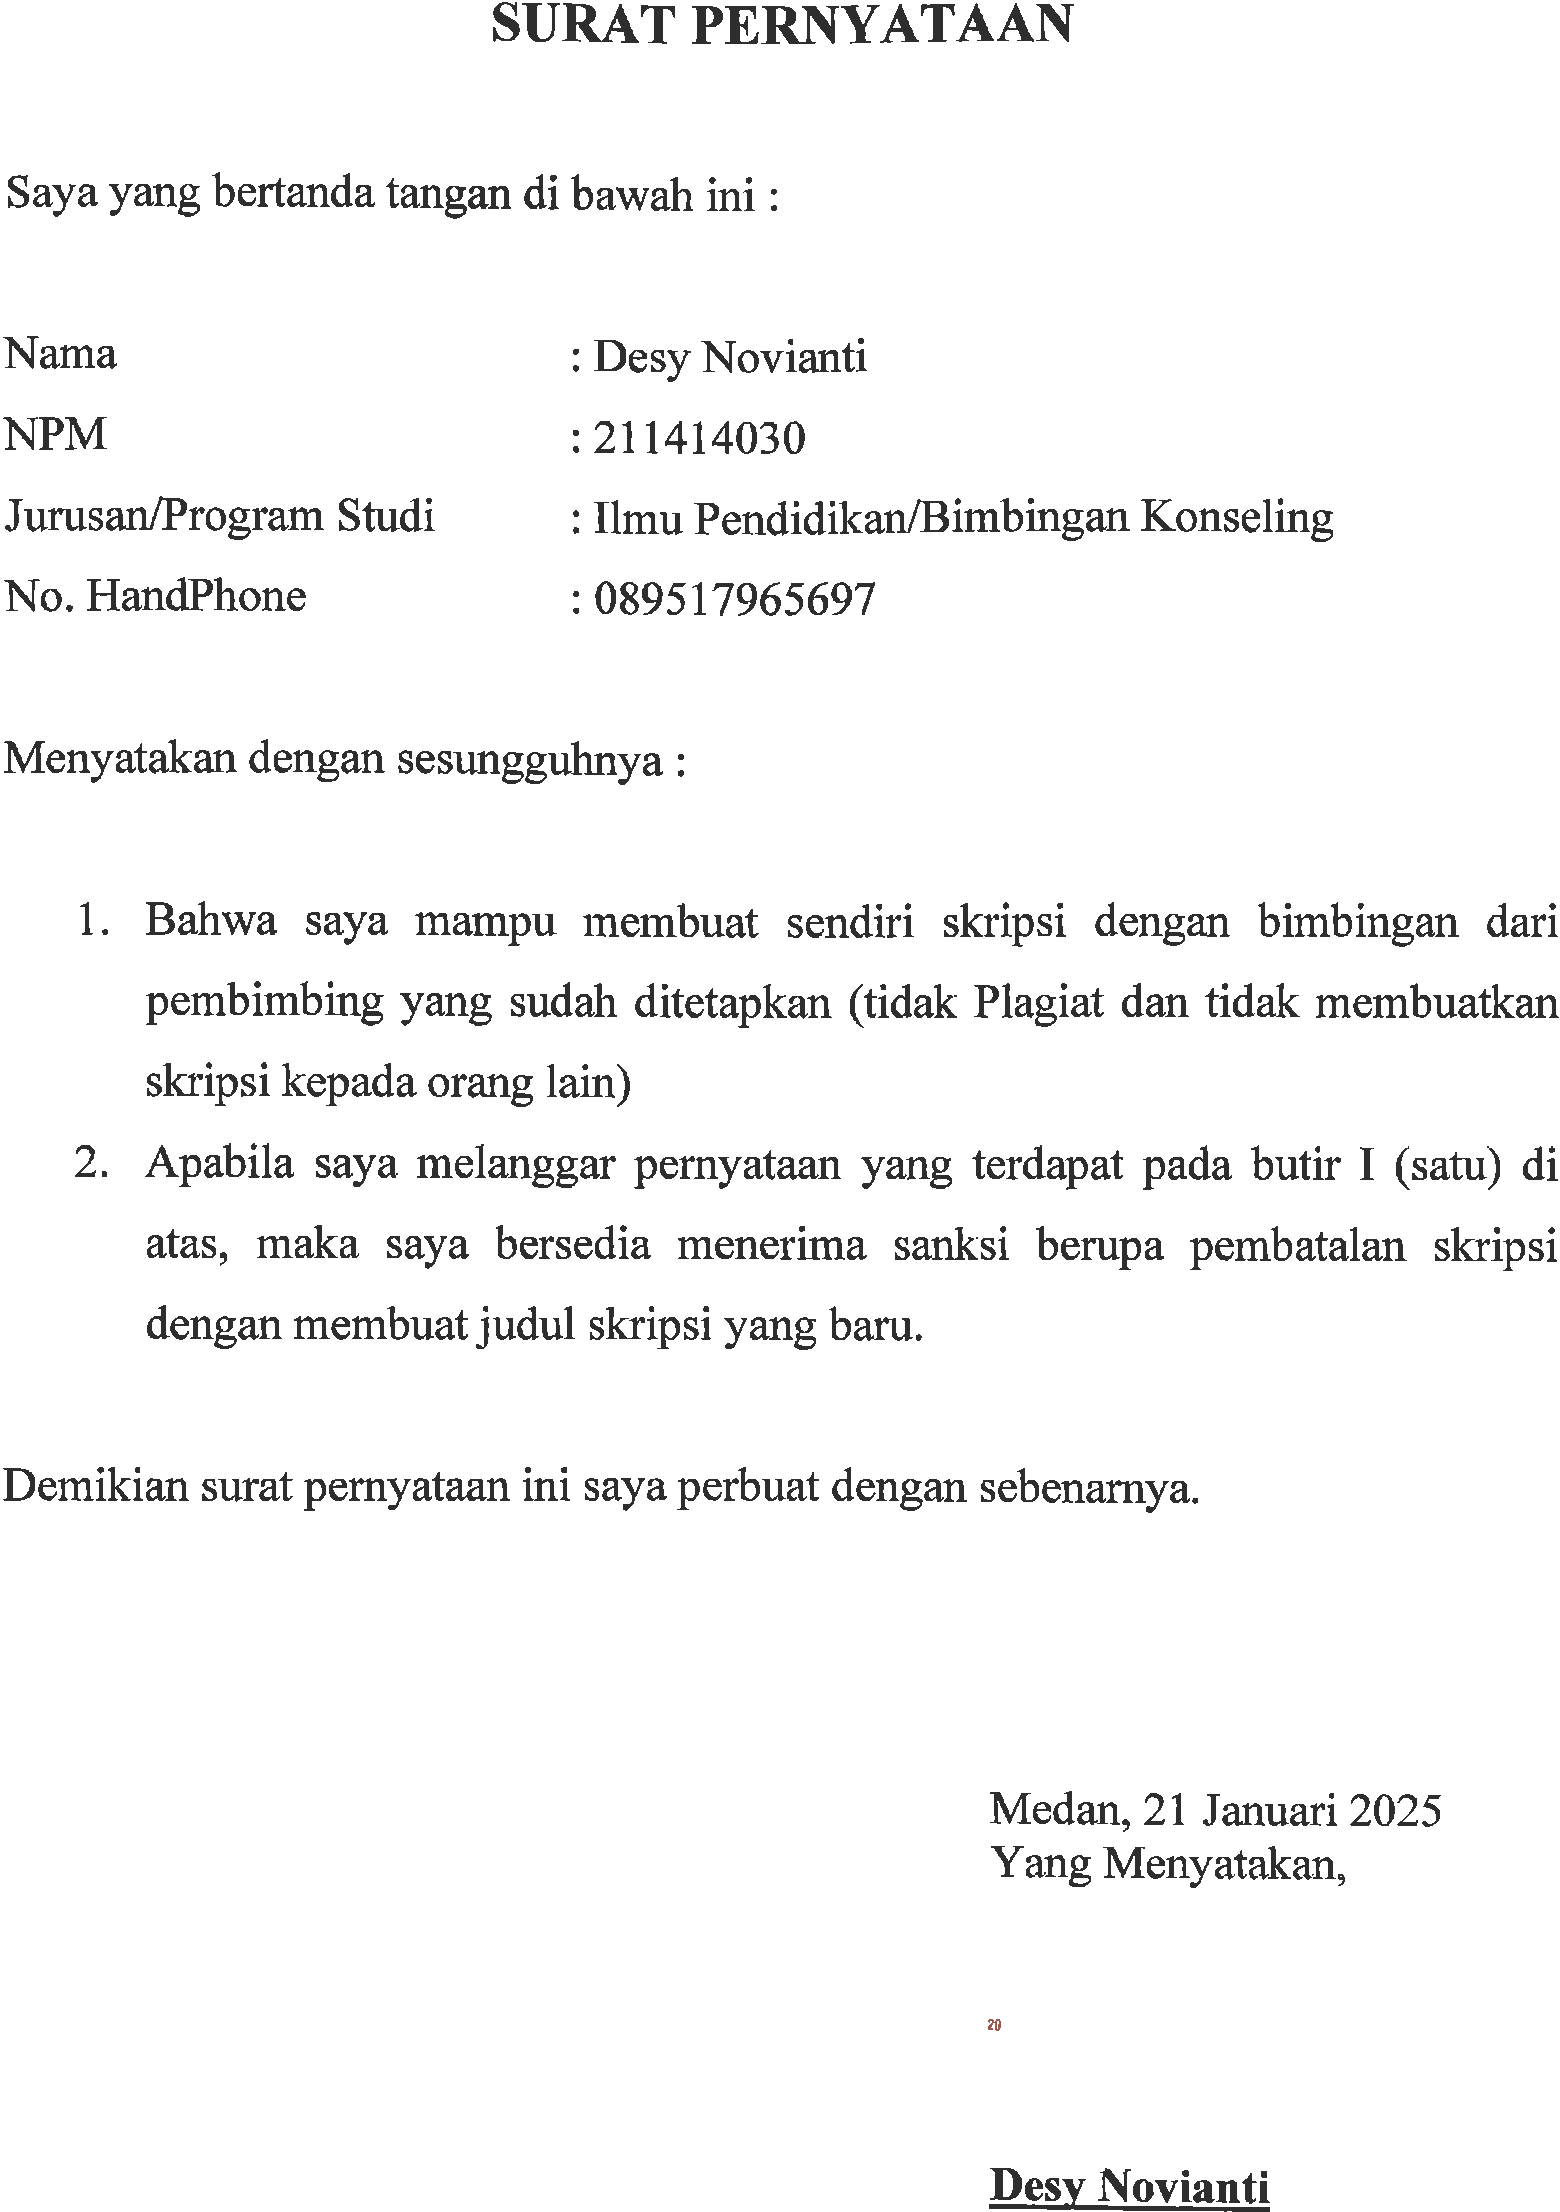 SURAT PERNYATAAN
Saya yang bertanda tangan di bawah ini :
Nama : Desy Novianti
NPM : 211414030
Jurusan/Program Studi : Ilmu Pendidikan/Bimbingan Konseling
No. HandPhone : 089517965697
Menyatakan dengan sesungguhnya :
1. Bahwa saya mampu membuat sendiri skripsi dengan bimbingan dari
pembimbing yang sudah ditetapkan (tidak Plagiat dan tidak membuatkan
skripsi kepada orang lain)
2. Apabila saya melanggar pernyataan yang terdapat pada butir I (satu) di
atas, maka saya bersedia menerima sanksi berupa pembatalan skripsi
dengan membuat judul skripsi yang baru.
Demikian surat pernyataan ini saya perbuat dengan sebenarnya.
Medan, 21 Januari 2025
Yang Menyatakan,
20
Desy Novianti